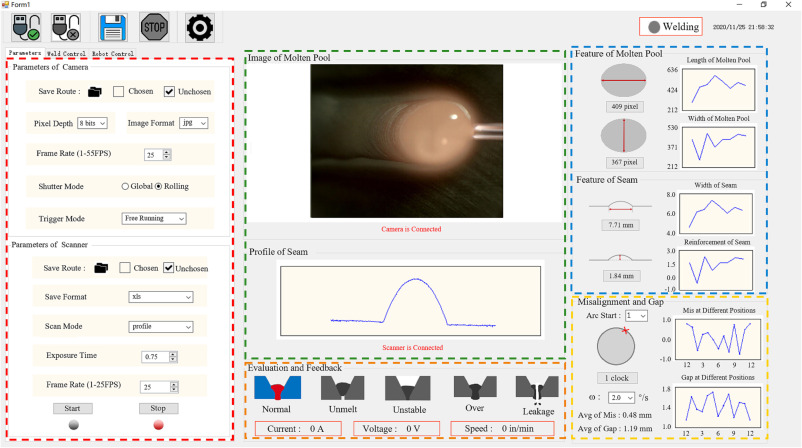 Form1
STOP
Welding
2020/11/25 21:58:32
Parameters Weld Control Robot Control
Parameters of Camera
Save Route : Chosen Unchosen
Pixel Depth 8 bits Image Format jpg
Frame Rate (1-55FPS) 25
Shutter Mode Global Rolling
Trigger Mode Free Running
Parameters of Scanner
Save Route : Chosen Unchosen
Save Format xls
Scan Mode profile
Exposure Time 0.75
Frame Rate (1-25FPS) 25
Start Stop
Image of Molten Pool
Camera is Connected
Profile of Seam
Scanner is Connected
Evaluation and Feedback
Normal Unmelt Unstable Over Leakage
Current : 0 A Voltage : 0 V Speed : 0 in/min
Feature of Molten Pool
Length of Molten Pool
636
424
212
409 pixel
Width of Molten Pool
530
371
212
367 pixel
Feature of Seam
Width of Seam
8.0
6.0
4.0
7.71 mm
Reinforcement of Seam
3.0
1.5
0.0
-1.0
1.84 mm
Misalignment and Gap
Arc Start : 1
Mis at Different Positions
1.0
0.0
-1.0
12 3 6 9 12
1 clock
Gap at Different Positions
ω : 2.0 °/s
1.8
1.4
1.0
12 3 6 9 12
Avg of Mis : 0.48 mm
Avg of Gap : 1.19 mm